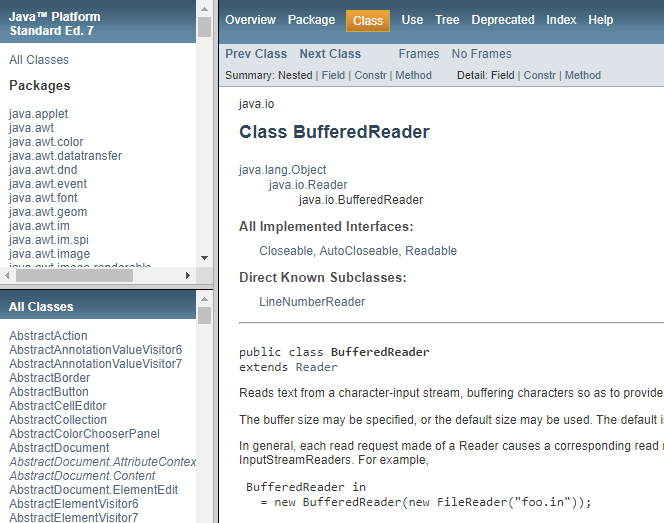 Java™ Platform
Standard Ed. 7
All Classes
Packages
java.applet
java.awt
java.awt.color
java.awt.datatransfer
java.awt.dnd
java.awt.event
java.awt.font
java.awt.geom
java.awt.im
java.awt.im.spi
java.awt.image
java.awt.image.renderable
All Classes
AbstractAction
AbstractAnnotationValueVisitor6
AbstractAnnotationValueVisitor7
AbstractBorder
AbstractButton
AbstractCellEditor
AbstractCollection
AbstractColorChooserPanel
AbstractDocument
AbstractDocument.AttributeContex
AbstractDocument.Content
AbstractDocument.ElementEdit
AbstractElementVisitor6
AbstractElementVisitor7
Overview Package Class Use Tree Deprecated Index Help
Prev Class Next Class Frames No Frames
Summary: Nested | Field | Constr | Method Detail: Field | Constr | Method
java.io
Class BufferedReader
java.lang.Object
java.io.Reader
java.io.BufferedReader
All Implemented Interfaces:
Closeable, AutoCloseable, Readable
Direct Known Subclasses:
LineNumberReader
public class BufferedReader
extends Reader
Reads text from a character-input stream, buffering characters so as to provide
The buffer size may be specified, or the default size may be used. The default
In general, each read request made of a Reader causes a corresponding read
InputStreamReaders. For example,
BufferedReader in
= new BufferedReader(new FileReader("foo.in"));